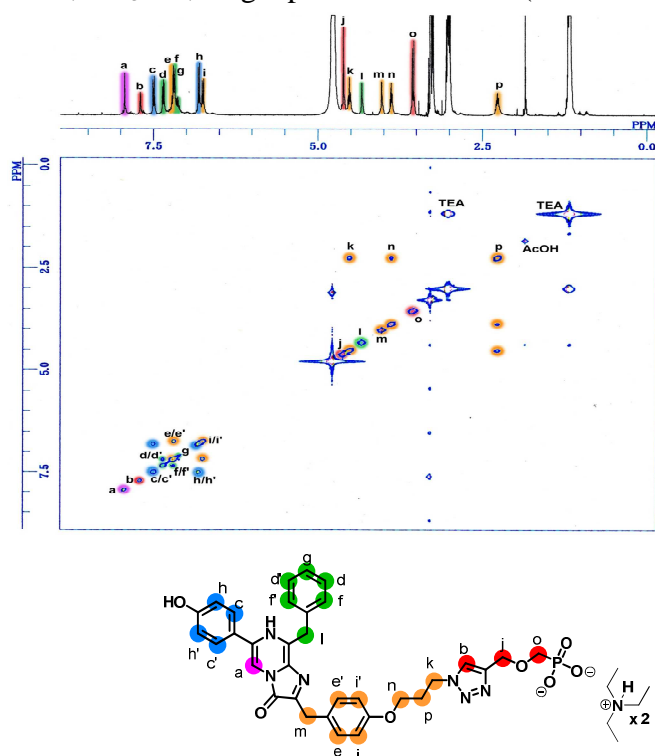 a b c d e f g h i j k l m n o p
7.5 5.0 2.5 PPM 0.0
PPM 0.0
TEA TEA
AcOH
k n p
2.5
o
l
m
j
5.0
e/e' i/i'
d/d' g
7.5
b c/c' f/f' h/h'
a
g
d' d
h f' f
HO c
H
N l
h' c'
a N N
O
m
e' i'
e i
O
n p k
N N N
b j
O
o O
P
O ⊖ O ⊖
H
N ⊕
x 2